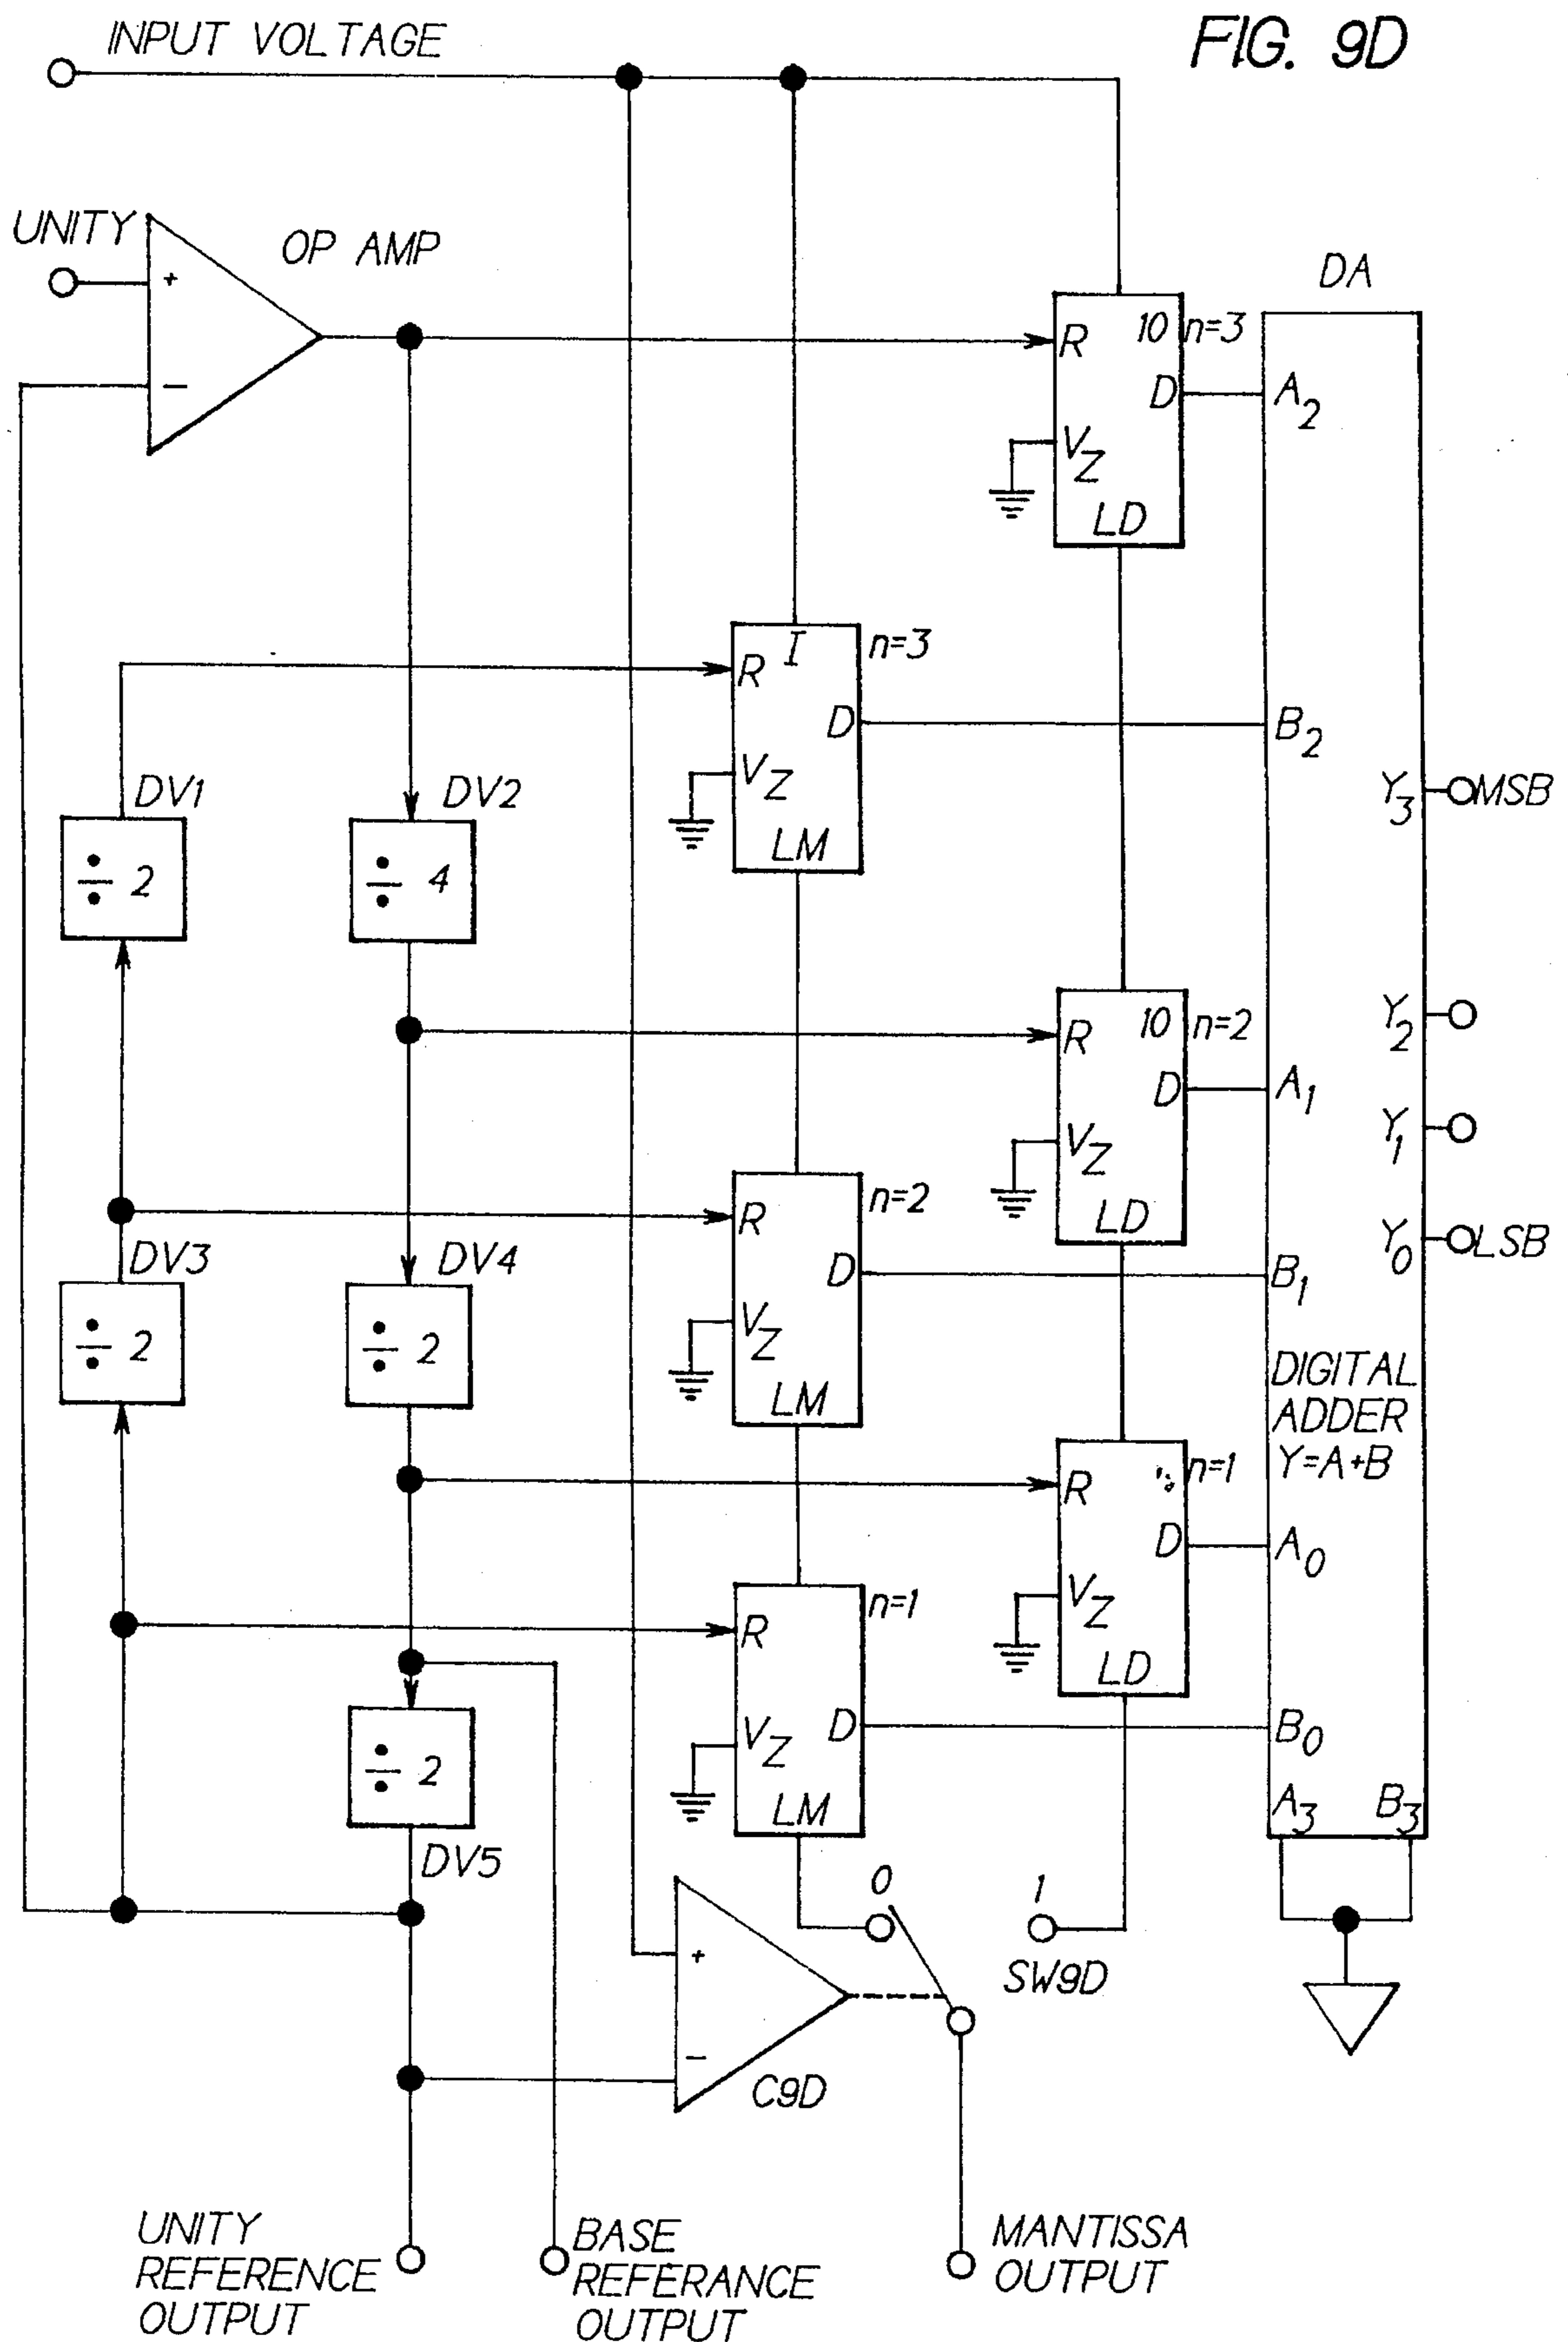 FIG. 9D
INPUT VOLTAGE
UNITY
OP AMP
+
−
DA
R
10
n=3
D
VZ
LD
A2
I
n=3
R
D
VZ
LM
B2
DV1
÷ 2
DV2
÷ 4
Y3
MSB
R
10
n=2
D
VZ
LD
A1
Y2
Y1
Y0
LSB
R
n=2
D
VZ
LM
B1
DV3
÷ 2
DV4
÷ 2
DIGITAL
ADDER
Y=A+B
R
n=1
D
VZ
LD
A0
R
n=1
D
VZ
LM
B0
A3
B3
÷ 2
DV5
0
1
SW9D
+
−
C9D
UNITY
REFERENCE
OUTPUT
BASE
REFERANCE
OUTPUT
MANTISSA
OUTPUT